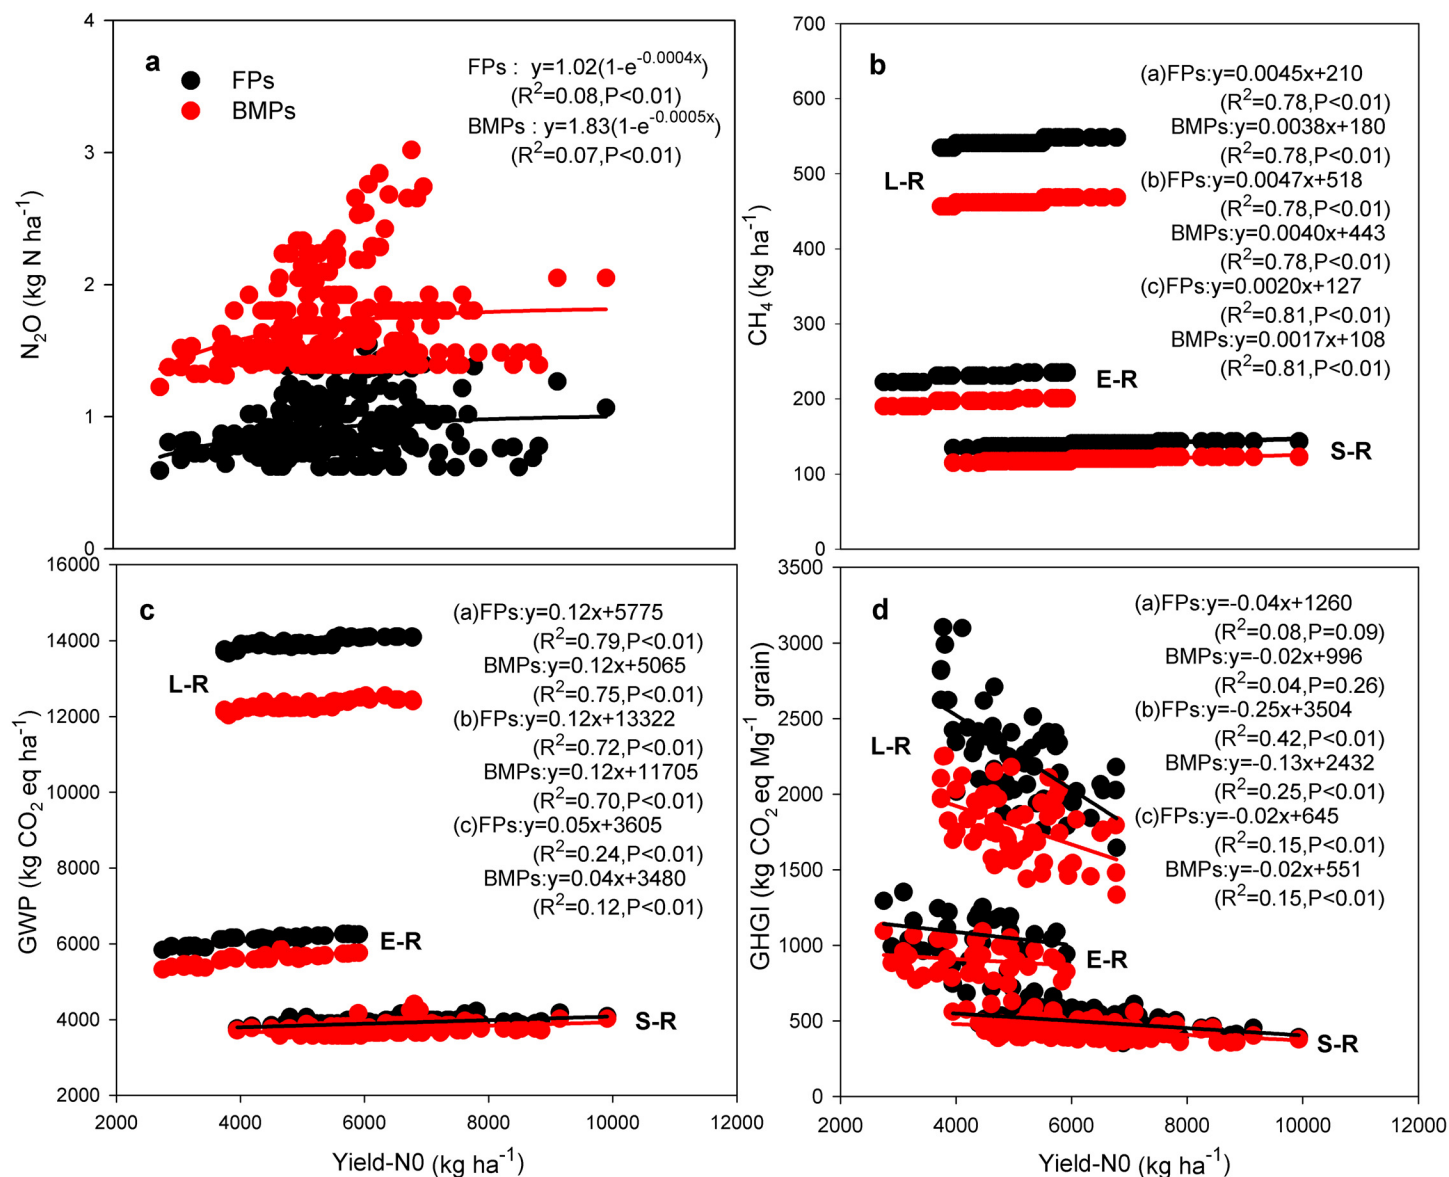 a
FPs
BMPs
FPs : y=1.02(1-e^-0.0004x)
(R²=0.08,P<0.01)
BMPs : y=1.83(1-e^-0.0005x)
(R²=0.07,P<0.01)
N₂O (kg N ha⁻¹)
4
3
2
1
0
b
(a)FPs:y=0.0045x+210
(R²=0.78,P<0.01)
BMPs:y=0.0038x+180
(R²=0.78,P<0.01)
(b)FPs:y=0.0047x+518
(R²=0.78,P<0.01)
BMPs:y=0.0040x+443
(R²=0.78,P<0.01)
(c)FPs:y=0.0020x+127
(R²=0.81,P<0.01)
BMPs:y=0.0017x+108
(R²=0.81,P<0.01)
L-R
E-R
S-R
CH₄ (kg ha⁻¹)
700
600
500
400
300
200
100
0
c
(a)FPs:y=0.12x+5775
(R²=0.79,P<0.01)
BMPs:y=0.12x+5065
(R²=0.75,P<0.01)
(b)FPs:y=0.12x+13322
(R²=0.72,P<0.01)
BMPs:y=0.12x+11705
(R²=0.70,P<0.01)
(c)FPs:y=0.05x+3605
(R²=0.24,P<0.01)
BMPs:y=0.04x+3480
(R²=0.12,P<0.01)
L-R
E-R
S-R
GWP (kg CO₂ eq ha⁻¹)
16000
14000
12000
10000
8000
6000
4000
2000
2000 4000 6000 8000 10000 12000
Yield-N0 (kg ha⁻¹)
d
(a)FPs:y=-0.04x+1260
(R²=0.08,P=0.09)
BMPs:y=-0.02x+996
(R²=0.04,P=0.26)
(b)FPs:y=-0.25x+3504
(R²=0.42,P<0.01)
BMPs:y=-0.13x+2432
(R²=0.25,P<0.01)
(c)FPs:y=-0.02x+645
(R²=0.15,P<0.01)
BMPs:y=-0.02x+551
(R²=0.15,P<0.01)
L-R
E-R
S-R
GHGI (kg CO₂ eq Mg⁻¹ grain)
3500
3000
2500
2000
1500
1000
500
0
2000 4000 6000 8000 10000 12000
Yield-N0 (kg ha⁻¹)